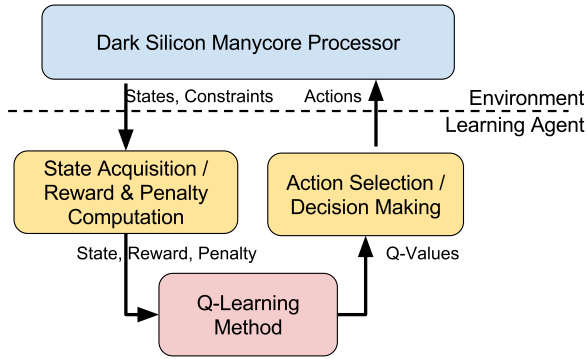 Dark Silicon Manycore Processor
States, Constraints
Actions
Environment
Learning Agent
State Acquisition /
Reward & Penalty
Computation
Action Selection /
Decision Making
State, Reward, Penalty
Q-Values
Q-Learning
Method